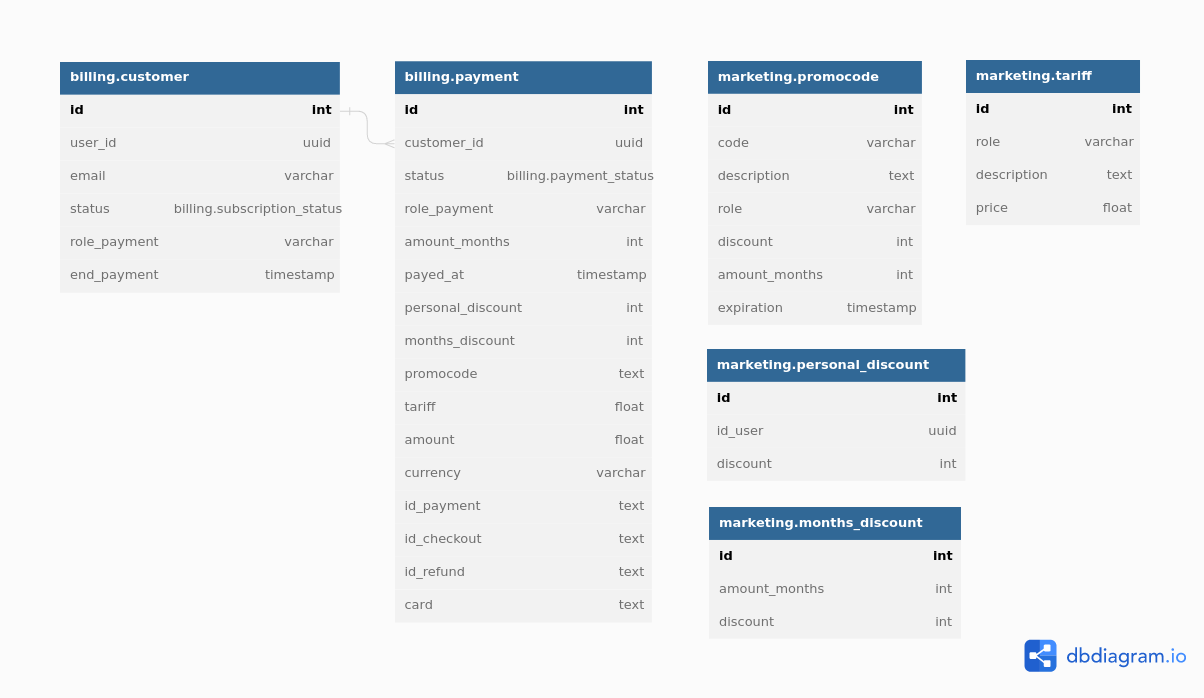 billing.customer
id int
user_id uuid
email varchar
status billing.subscription_status
role_payment varchar
end_payment timestamp
billing.payment
id int
customer_id uuid
status billing.payment_status
role_payment varchar
amount_months int
payed_at timestamp
personal_discount int
months_discount int
promocode text
tariff float
amount float
currency varchar
id_payment text
id_checkout text
id_refund text
card text
marketing.promocode
id int
code varchar
description text
role varchar
discount int
amount_months int
expiration timestamp
marketing.personal_discount
id int
id_user uuid
discount int
marketing.months_discount
id int
amount_months int
discount int
marketing.tariff
id int
role varchar
description text
price float
dbdiagram.io